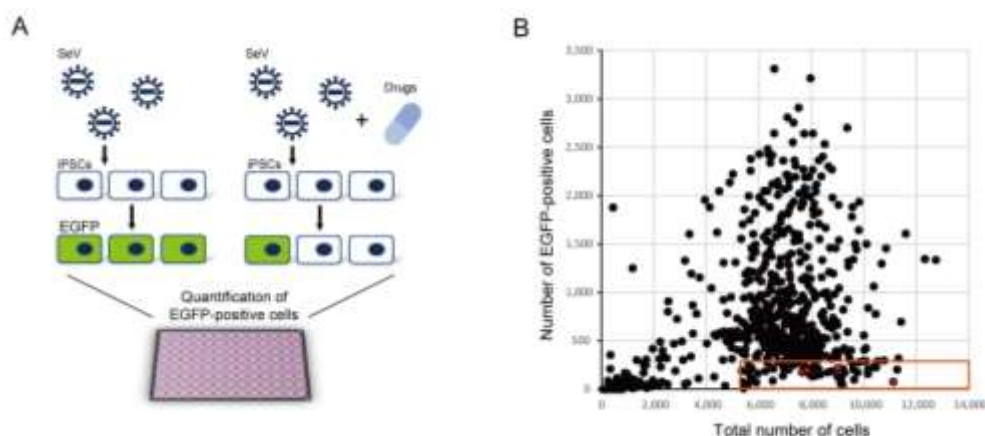 A
SeV
SeV
Drugs
+
iPSCs
iPSCs
EGFP
Quantification of
EGFP-positive cells
B
Number of EGFP-positive cells
3,500
3,000
2,500
2,000
1,500
1,000
500
0
0
2,000
4,000
6,000
8,000
10,000
12,000
14,000
Total number of cells